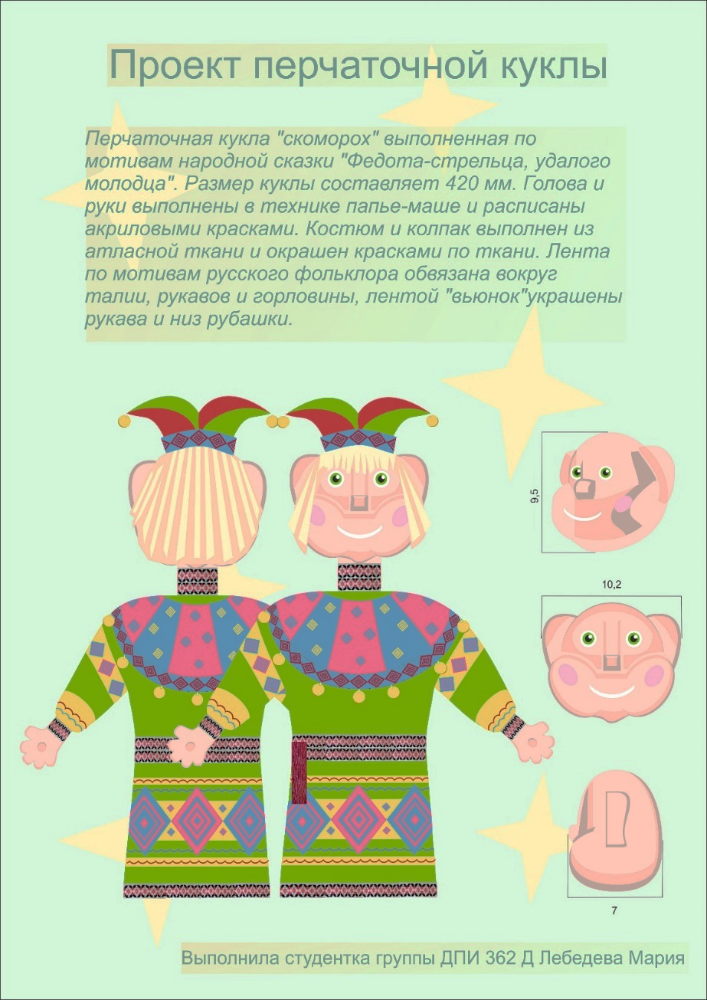 Проект перчаточной куклы
Перчаточная кукла "скоморох" выполненная по
мотивам народной сказки "Федота-стрельца, удалого
молодца". Размер куклы составляет 420 мм. Голова и
руки выполнены в технике папье-маше и расписаны
акриловыми красками. Костюм и колпак выполнен из
атласной ткани и окрашен красками по ткани. Лента
по мотивам русского фольклора обвязана вокруг
талии, рукавов и горловины, лентой "вьюнок"украшены
рукава и низ рубашки.
9,5
10,2
7
Выполнила студентка группы ДПИ 362 Д Лебедева Мария